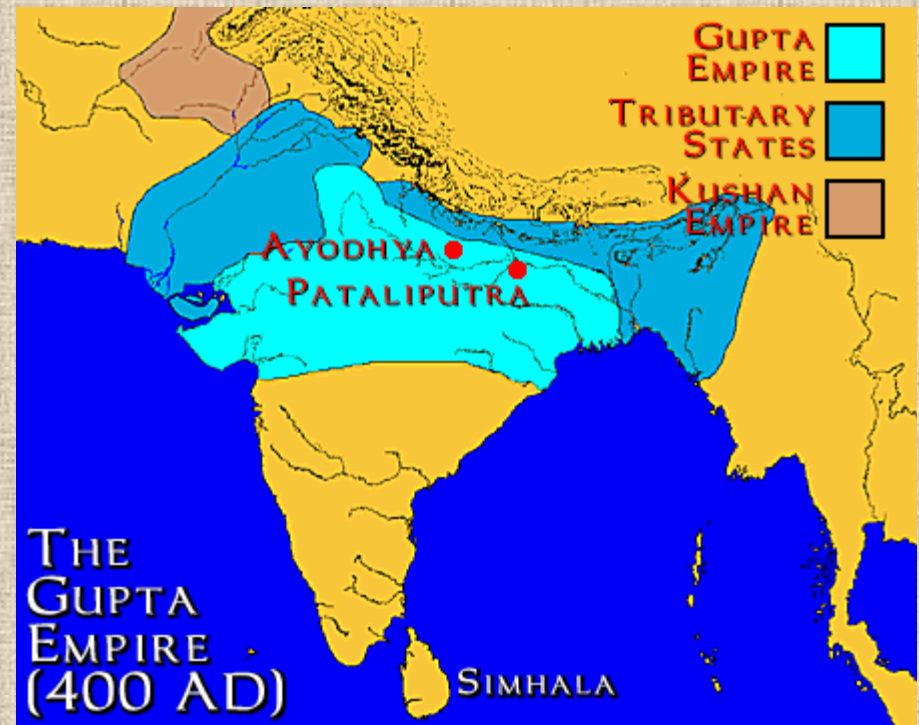 GUPTA
EMPIRE
TRIBUTARY
STATES
KUSHAN
EMPIRE
AYODHYA
PATALIPUTRA
THE
GUPTA
EMPIRE
(400 AD)
SIMHALA